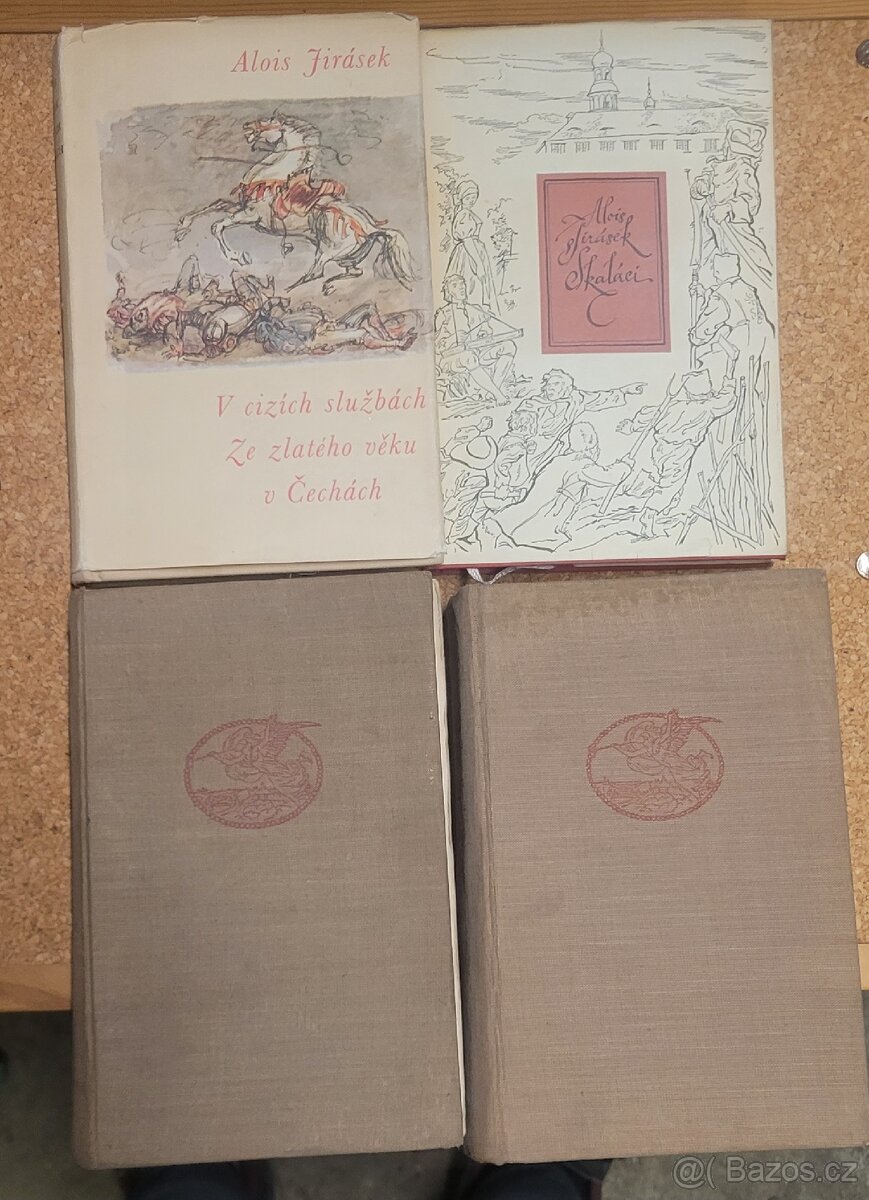 Alois Jirásek
V cizích službách
Ze zlatého věku
v Čechách
Alois
Jirásek
Skaláci
@( Bazos.cz